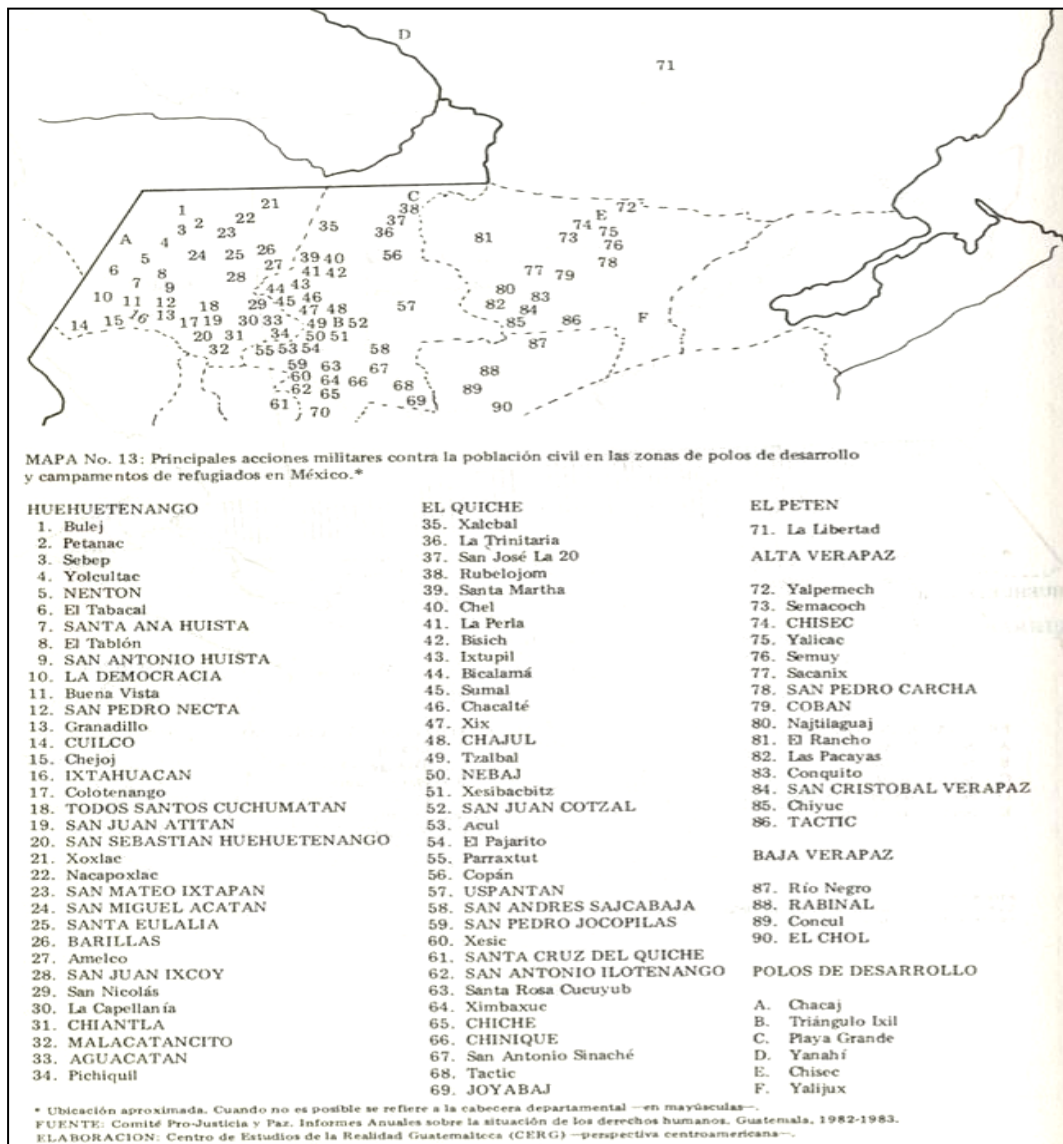 D
71
1 2 3 4 A 5 6 7 8 9 10 11 12 13 14 15 16 17 18 19 20
21 22 23 24 25 26 27 28 29 30 31 32 33 34
C 35 36 37 38 39 40 41 42 43 44 45 46 47 48 49 B 50 51 52 53 54 55 56 57 58 59 60 61 62 63 64 65 66 67 68 69 70
72 E 73 74 75 76 77 78 79 80 81 82 83 84 85 86 F
87 88 89 90
MAPA No. 13: Principales acciones militares contra la población civil en las zonas de polos de desarrollo
y campamentos de refugiados en México.*
HUEHUETENANGO
1. Bulej
2. Petanac
3. Sebep
4. Yolcultac
5. NENTON
6. El Tabacal
7. SANTA ANA HUISTA
8. El Tablón
9. SAN ANTONIO HUISTA
10. LA DEMOCRACIA
11. Buena Vista
12. SAN PEDRO NECTA
13. Granadillo
14. CUILCO
15. Chejoj
16. IXTAHUACAN
17. Colotenango
18. TODOS SANTOS CUCHUMATAN
19. SAN JUAN ATITAN
20. SAN SEBASTIAN HUEHUETENANGO
21. Xoxlac
22. Nacapoxlac
23. SAN MATEO IXTAPAN
24. SAN MIGUEL ACATAN
25. SANTA EULALIA
26. BARILLAS
27. Amelco
28. SAN JUAN IXCOY
29. San Nicolás
30. La Capellanía
31. CHIANTLA
32. MALACATANCITO
33. AGUACATAN
34. Pichiquil
EL QUICHE
35. Xalcbal
36. La Trinitaria
37. San José La 20
38. Rubelojom
39. Santa Martha
40. Chel
41. La Perla
42. Bisich
43. Ixtupil
44. Bicalamá
45. Sumal
46. Chacalté
47. Xix
48. CHAJUL
49. Tzalbal
50. NEBAJ
51. Xesibacbitz
52. SAN JUAN COTZAL
53. Acul
54. El Pajarito
55. Parraxtut
56. Copán
57. USPANTAN
58. SAN ANDRES SAJCABAJA
59. SAN PEDRO JOCOPILAS
60. Xesic
61. SANTA CRUZ DEL QUICHE
62. SAN ANTONIO ILOTENANGO
63. Santa Rosa Cucuyub
64. Ximbaxuc
65. CHICHE
66. CHINIQUE
67. San Antonio Sinaché
68. Tactic
69. JOYABAJ
EL PETEN
71. La Libertad
ALTA VERAPAZ
72. Yalpemech
73. Semacoch
74. CHISEC
75. Yalicac
76. Semuy
77. Sacanix
78. SAN PEDRO CARCHA
79. COBAN
80. Najtilaguaj
81. El Rancho
82. Las Pacayas
83. Conquito
84. SAN CRISTOBAL VERAPAZ
85. Chiyuc
86. TACTIC
BAJA VERAPAZ
87. Río Negro
88. RABINAL
89. Concul
90. EL CHOL
POLOS DE DESARROLLO
A. Chacaj
B. Triángulo Ixil
C. Playa Grande
D. Yanahí
E. Chisec
F. Yalijux
* Ubicación aproximada. Cuando no es posible se refiere a la cabecera departamental —en mayúsculas—.
FUENTE: Comité Pro-Justicia y Paz. Informes Anuales sobre la situación de los derechos humanos. Guatemala, 1982-1983.
ELABORACION: Centro de Estudios de la Realidad Guatemalteca (CERG) —perspectiva centroamericana—.